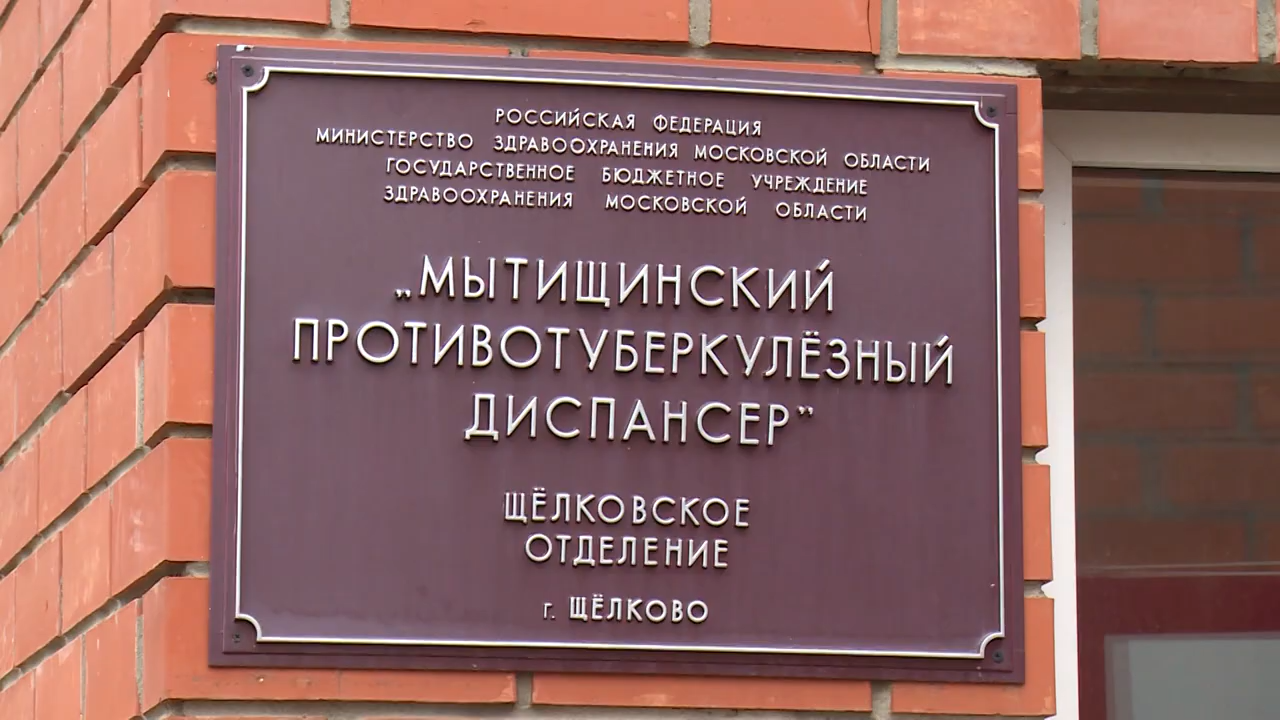 РОССИЙСКАЯ ФЕДЕРАЦИЯ
МИНИСТЕРСТВО ЗДРАВООХРАНЕНИЯ МОСКОВСКОЙ ОБЛАСТИ
ГОСУДАРСТВЕННОЕ БЮДЖЕТНОЕ УЧРЕЖДЕНИЕ
ЗДРАВООХРАНЕНИЯ МОСКОВСКОЙ ОБЛАСТИ
„МЫТИЩИНСКИЙ
ПРОТИВОТУБЕРКУЛЁЗНЫЙ
ДИСПАНСЕР”
ЩЁЛКОВСКОЕ
ОТДЕЛЕНИЕ
г. ЩЁЛКОВО